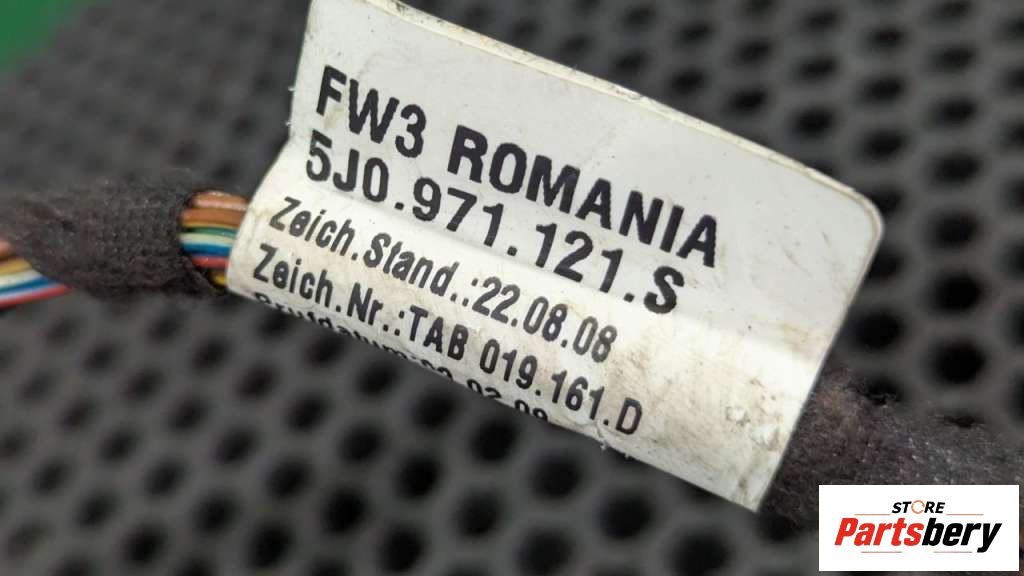 FW3 ROMANIA
5J0.971.121.S
Zeich.Stand.:22.08.08
Zeich.Nr.:TAB 019.161.D
STORE
Partsbery